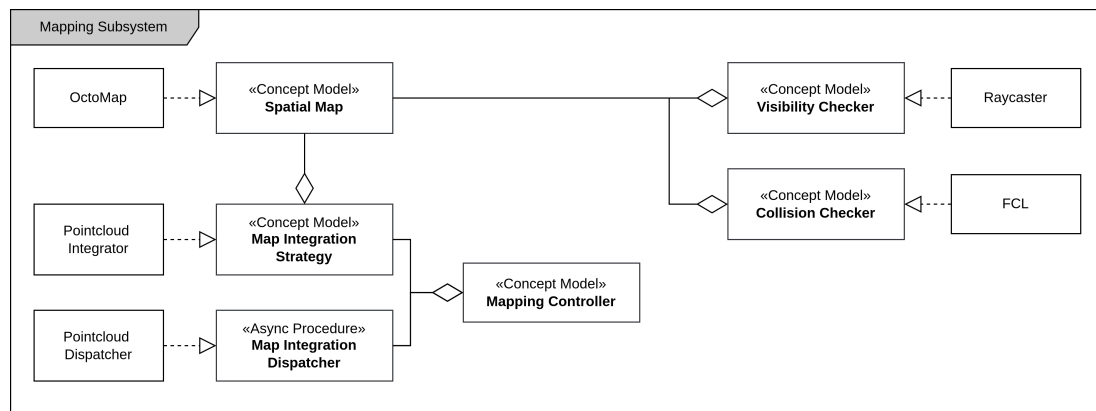 Mapping Subsystem
OctoMap
«Concept Model»
Spatial Map
«Concept Model»
Visibility Checker
Raycaster
«Concept Model»
Collision Checker
FCL
Pointcloud
Integrator
«Concept Model»
Map Integration
Strategy
«Concept Model»
Mapping Controller
Pointcloud
Dispatcher
«Async Procedure»
Map Integration
Dispatcher